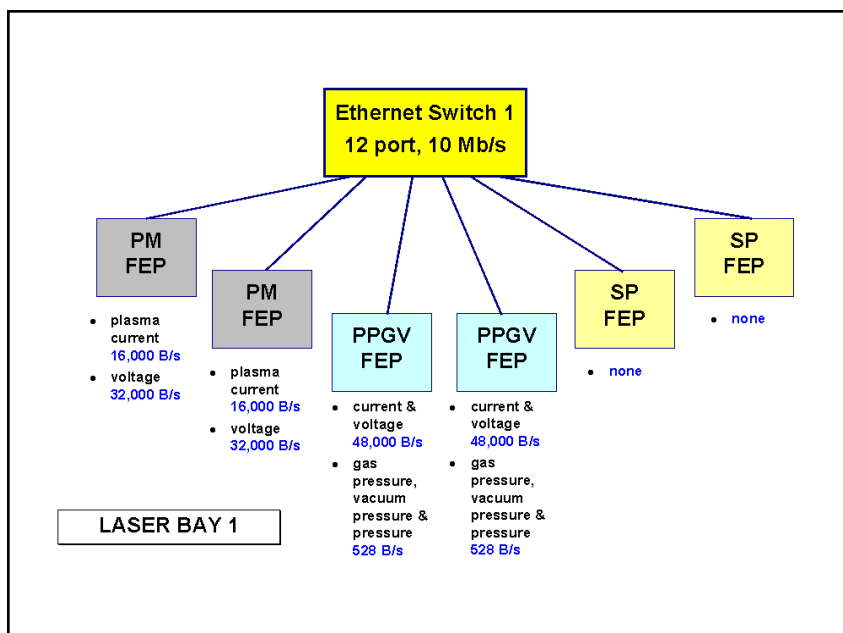 Ethernet Switch 1
12 port, 10 Mb/s
PM
FEP
• plasma
current
16,000 B/s
• voltage
32,000 B/s
PM
FEP
• plasma
current
16,000 B/s
• voltage
32,000 B/s
PPGV
FEP
• current &
voltage
48,000 B/s
• gas
pressure,
vacuum
pressure &
pressure
528 B/s
PPGV
FEP
• current &
voltage
48,000 B/s
• gas
pressure,
vacuum
pressure &
pressure
528 B/s
SP
FEP
• none
SP
FEP
• none
LASER BAY 1